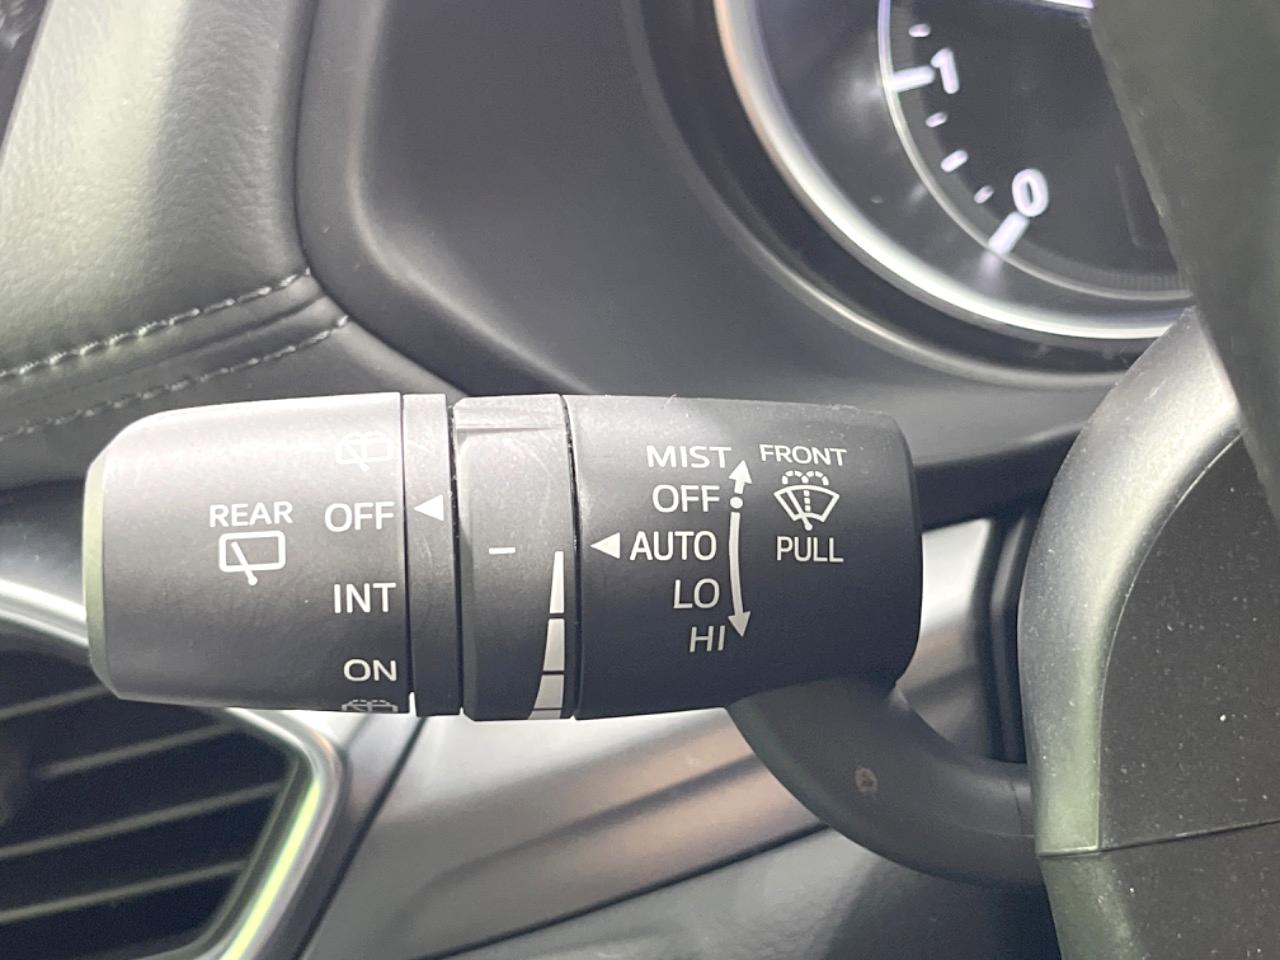 1
0
REAR
OFF
INT
ON
MIST
OFF
AUTO
LO
HI
FRONT
PULL